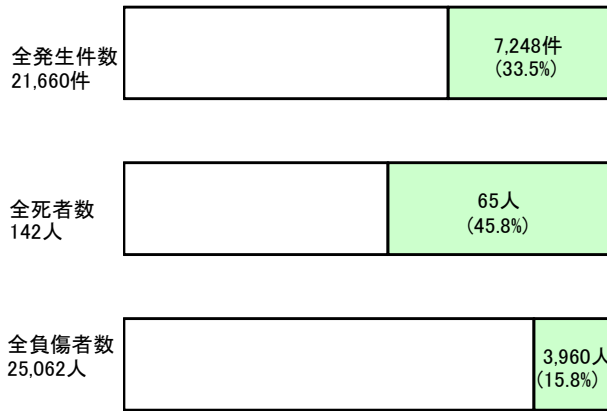 全発生件数
21,660件
7,248件
(33.5%)
全死者数
142人
65人
(45.8%)
全負傷者数
25,062人
3,960人
(15.8%)